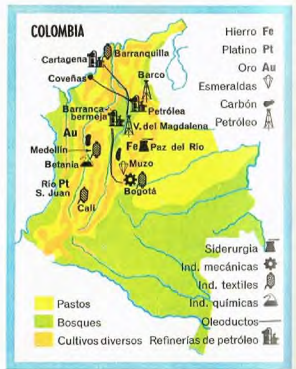 COLOMBIA
Hierro Fe
Platino Pt
Oro Au
Esmeraldas
Carbón
Petróleo
Barranquilla
Cartagena
Coveñas
Barco
Barranca-
bermeja
Petrólea
V. del Magdalena
Au
Fe
Paz del Río
Medellín
Muzo
Betania
Río Pt
S. Juan
Bogotá
Cali
Siderurgia
Ind. mecánicas
Ind. textiles
Ind. químicas
Oleoductos
Refinerías de petróleo
Pastos
Bosques
Cultivos diversos